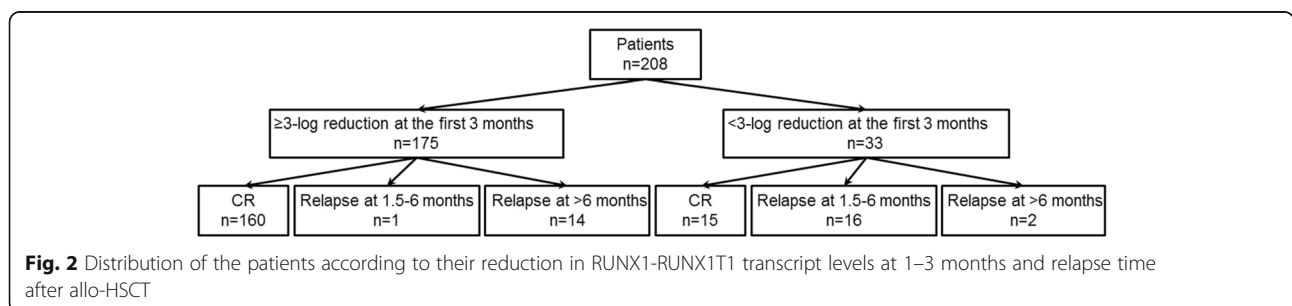 Patients
n=208
≥3-log reduction at the first 3 months
n=175
<3-log reduction at the first 3 months
n=33
CR
n=160
Relapse at 1.5-6 months
n=1
Relapse at >6 months
n=14
CR
n=15
Relapse at 1.5-6 months
n=16
Relapse at >6 months
n=2
Fig. 2 Distribution of the patients according to their reduction in RUNX1-RUNX1T1 transcript levels at 1–3 months and relapse time
after allo-HSCT